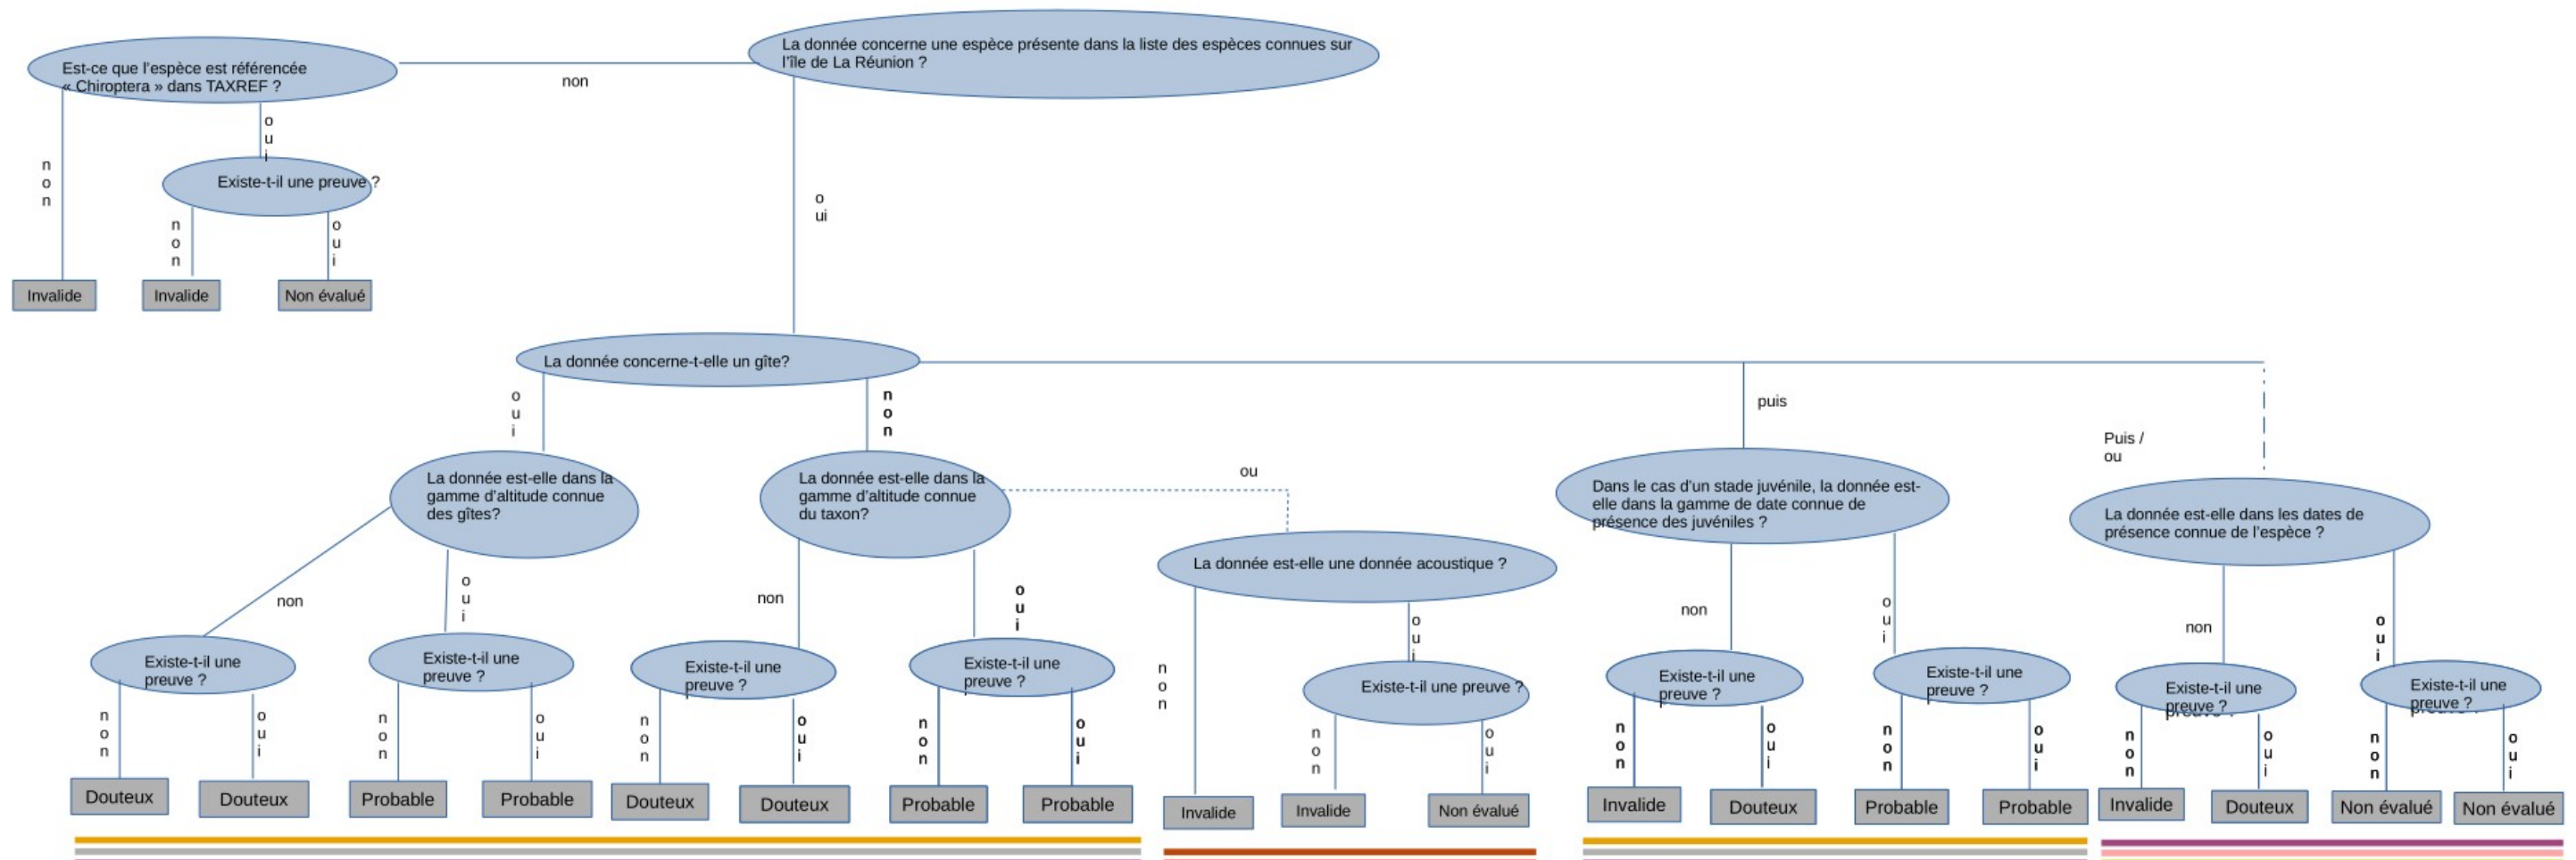 La donnée concerne une espèce présente dans la liste des espèces connues sur
l'île de La Réunion ?
Est-ce que l'espèce est référencée
« Chiroptera » dans TAXREF ?
non
oui
non
Existe-t-il une preuve ?
non
oui
oui
Invalide
Invalide
Non évalué
La donnée concerne-t-elle un gîte?
oui
non
puis
Puis /
ou
La donnée est-elle dans la
gamme d'altitude connue
des gîtes?
La donnée est-elle dans la
gamme d'altitude connue
du taxon?
ou
Dans le cas d'un stade juvénile, la donnée est-
elle dans la gamme de date connue de
présence des juvéniles ?
La donnée est-elle dans les dates de
présence connue de l'espèce ?
La donnée est-elle une donnée acoustique ?
non
oui
non
oui
non
oui
non
oui
non
oui
Existe-t-il une
preuve ?
Existe-t-il une
preuve ?
Existe-t-il une
preuve ?
Existe-t-il une
preuve ?
Existe-t-il une preuve ?
Existe-t-il une
preuve ?
Existe-t-il une
preuve ?
Existe-t-il une
preuve ?
Existe-t-il une
preuve ?
non
oui
non
oui
non
oui
non
oui
non
oui
non
oui
non
oui
non
oui
non
oui
Douteux
Douteux
Probable
Probable
Douteux
Douteux
Probable
Probable
Invalide
Invalide
Non évalué
Invalide
Douteux
Probable
Probable
Invalide
Douteux
Non évalué
Non évalué